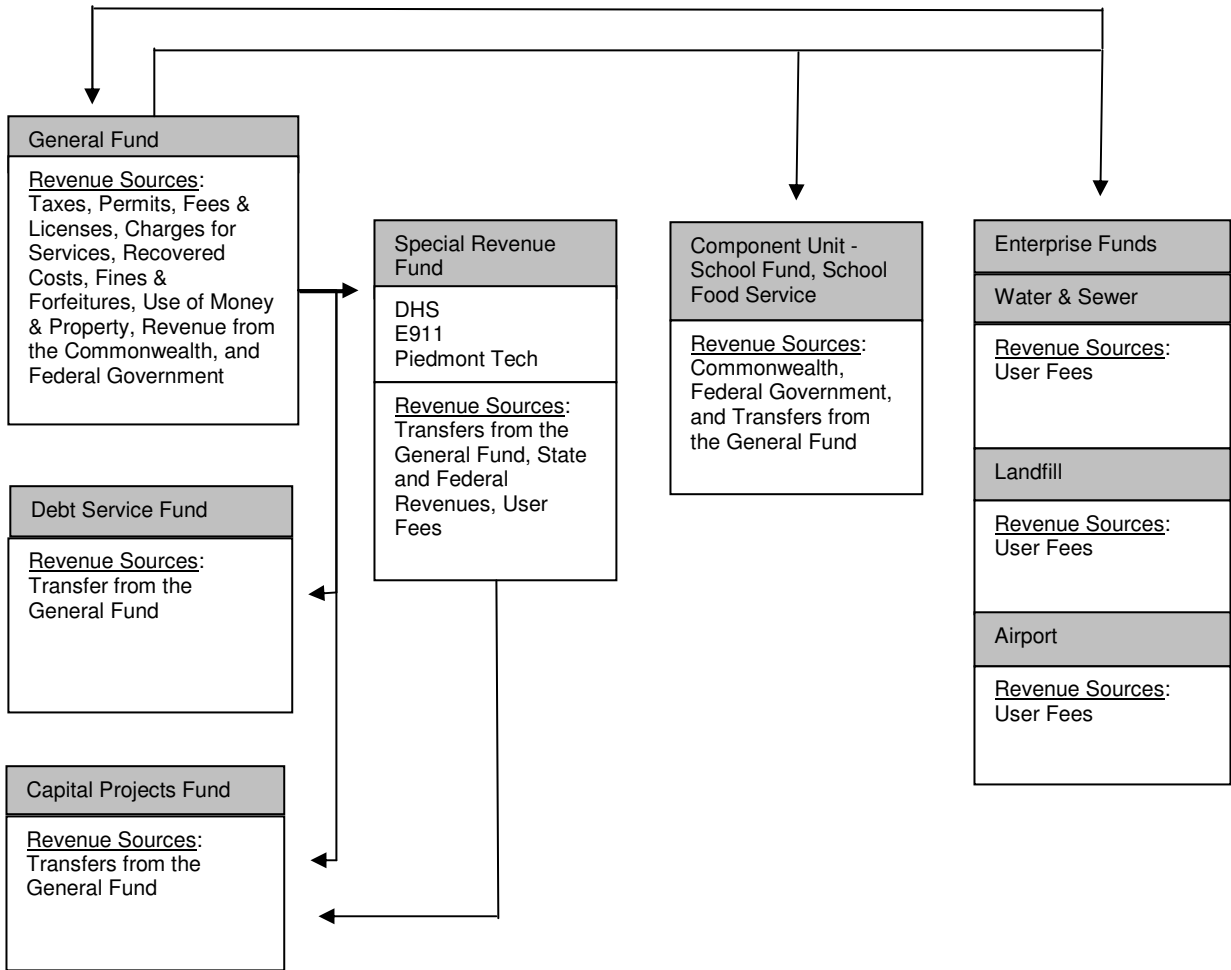 General Fund
Revenue Sources:
Taxes, Permits, Fees &
Licenses, Charges for
Services, Recovered
Costs, Fines &
Forfeitures, Use of Money
& Property, Revenue from
the Commonwealth, and
Federal Government
Special Revenue
Fund
DHS
E911
Piedmont Tech
Revenue Sources:
Transfers from the
General Fund, State
and Federal
Revenues, User
Fees
Component Unit -
School Fund, School
Food Service
Revenue Sources:
Commonwealth,
Federal Government,
and Transfers from
the General Fund
Enterprise Funds
Water & Sewer
Revenue Sources:
User Fees
Landfill
Revenue Sources:
User Fees
Airport
Revenue Sources:
User Fees
Debt Service Fund
Revenue Sources:
Transfer from the
General Fund
Capital Projects Fund
Revenue Sources:
Transfers from the
General Fund